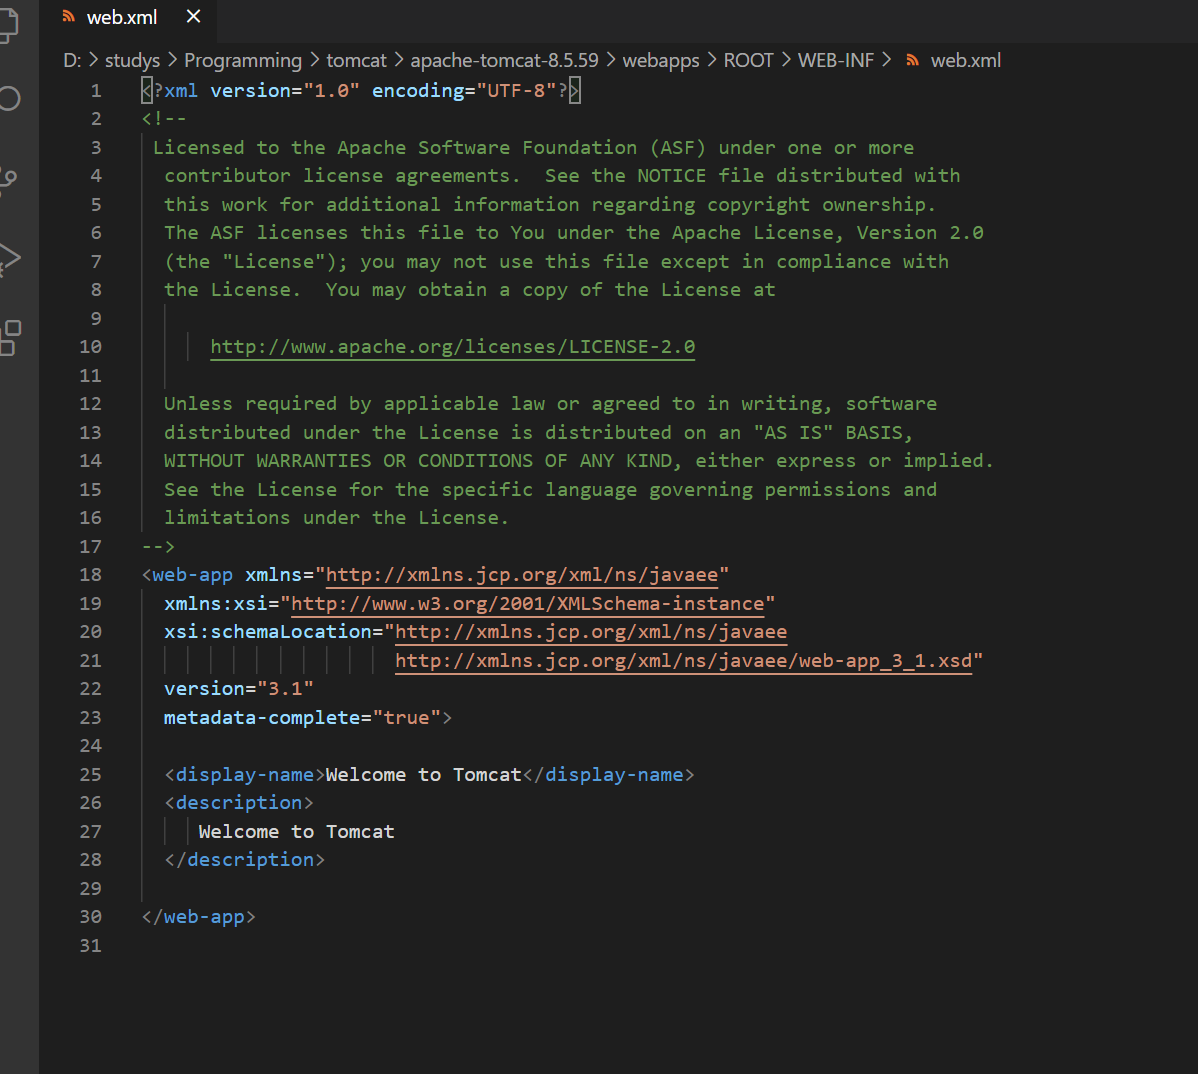 web.xml ×
D: > studys > Programming > tomcat > apache-tomcat-8.5.59 > webapps > ROOT > WEB-INF > web.xml
1 <?xml version="1.0" encoding="UTF-8"?>
2 <!--
3 Licensed to the Apache Software Foundation (ASF) under one or more
4 contributor license agreements.  See the NOTICE file distributed with
5 this work for additional information regarding copyright ownership.
6 The ASF licenses this file to You under the Apache License, Version 2.0
7 (the "License"); you may not use this file except in compliance with
8 the License.  You may obtain a copy of the License at
9
10 http://www.apache.org/licenses/LICENSE-2.0
11
12 Unless required by applicable law or agreed to in writing, software
13 distributed under the License is distributed on an "AS IS" BASIS,
14 WITHOUT WARRANTIES OR CONDITIONS OF ANY KIND, either express or implied.
15 See the License for the specific language governing permissions and
16 limitations under the License.
17 -->
18 <web-app xmlns="http://xmlns.jcp.org/xml/ns/javaee"
19 xmlns:xsi="http://www.w3.org/2001/XMLSchema-instance"
20 xsi:schemaLocation="http://xmlns.jcp.org/xml/ns/javaee
21 http://xmlns.jcp.org/xml/ns/javaee/web-app_3_1.xsd"
22 version="3.1"
23 metadata-complete="true">
24
25 <display-name>Welcome to Tomcat</display-name>
26 <description>
27 Welcome to Tomcat
28 </description>
29
30 </web-app>
31